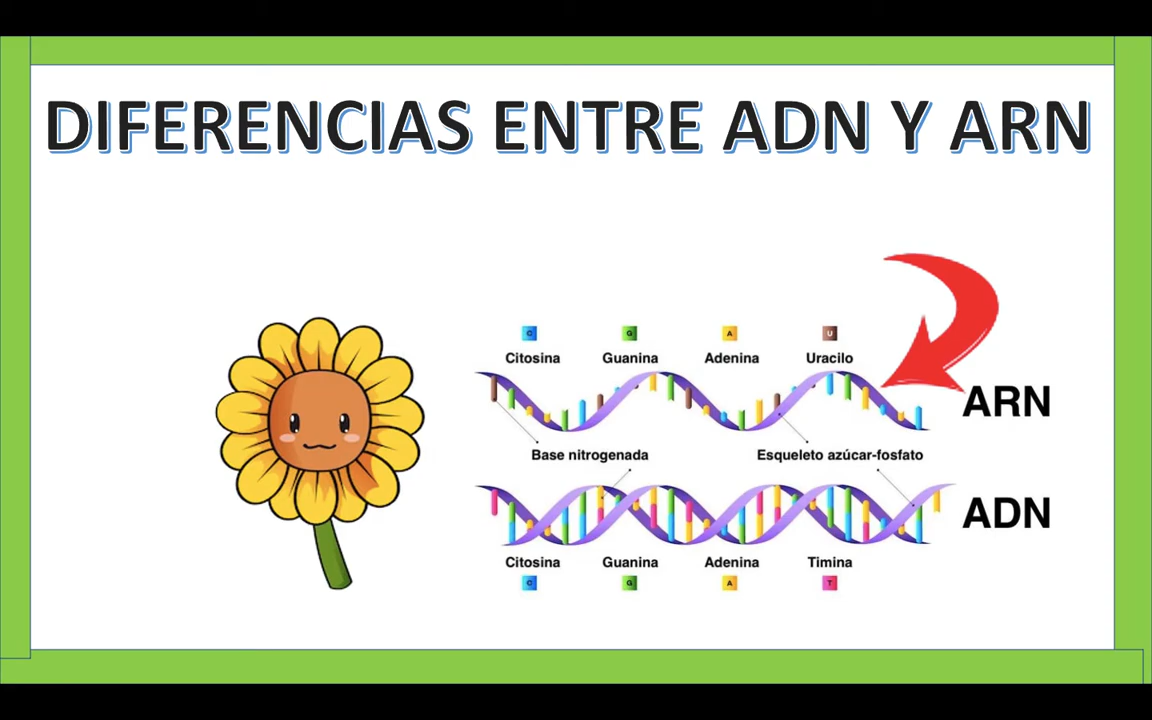 DIFERENCIAS ENTRE ADN Y ARN
C G A U
Citosina Guanina Adenina Uracilo
ARN
Base nitrogenada Esqueleto azúcar-fosfato
ADN
Citosina Guanina Adenina Timina
C G A T